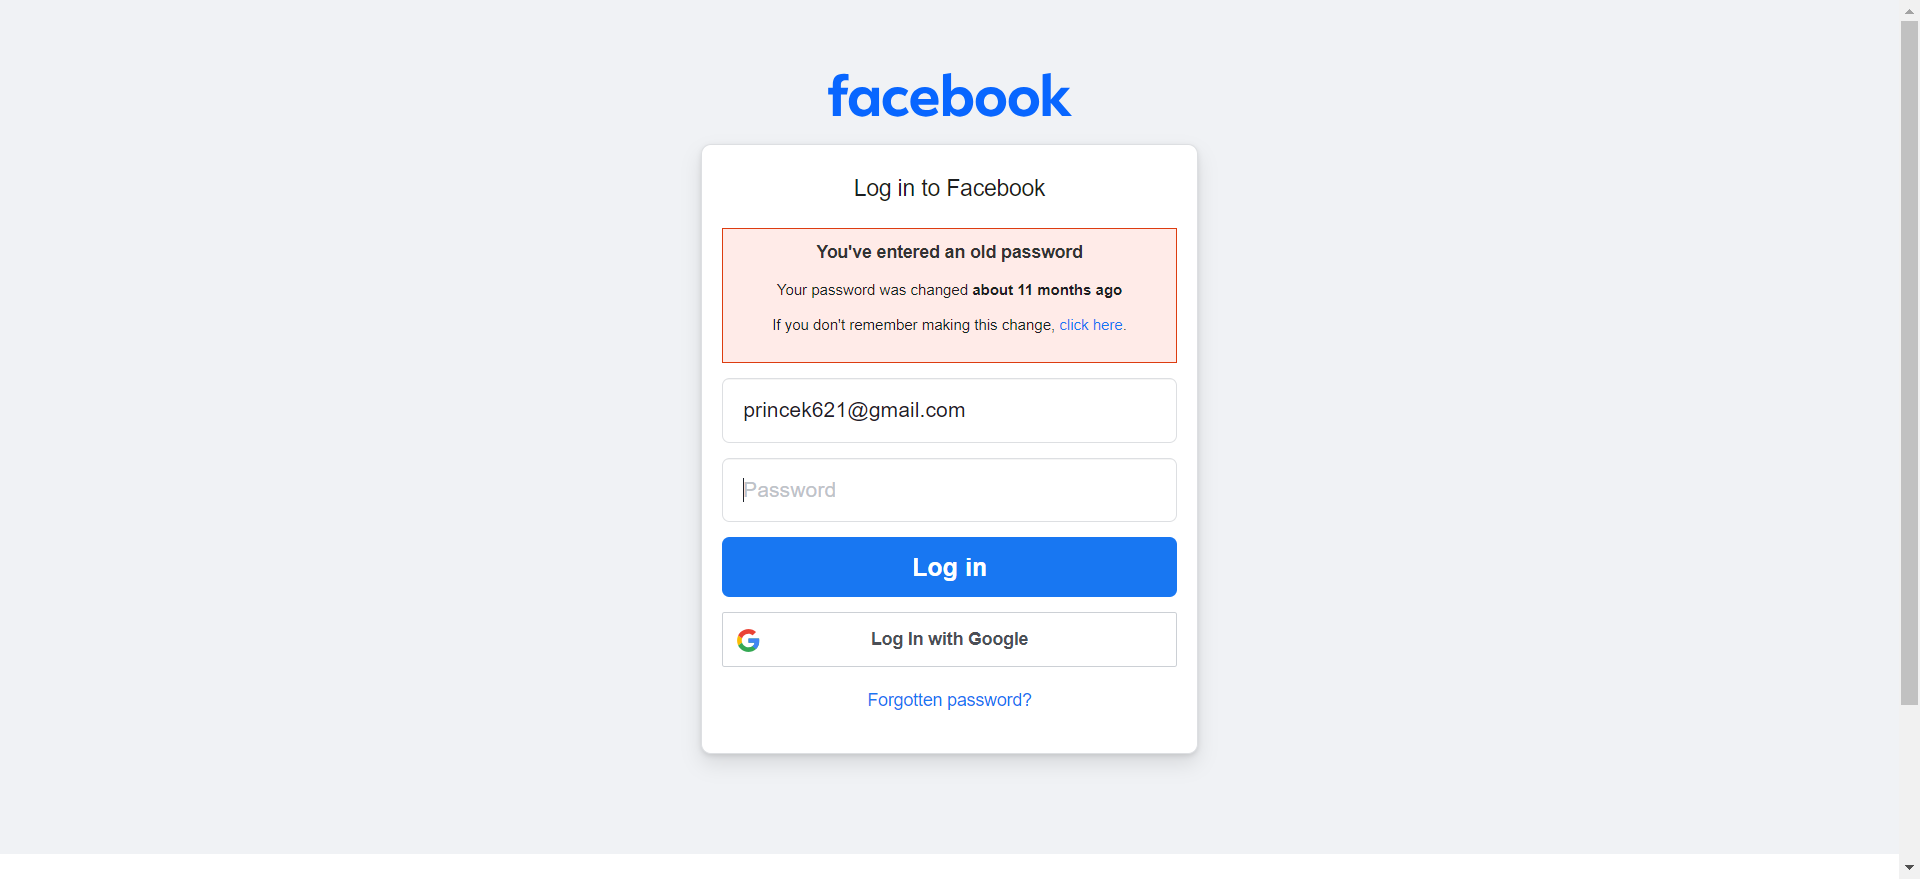 facebook
Log in to Facebook
You've entered an old password
Your password was changed about 11 months ago
If you don't remember making this change, click here.
princek621@gmail.com
Password
Log in
Log In with Google
Forgotten password?